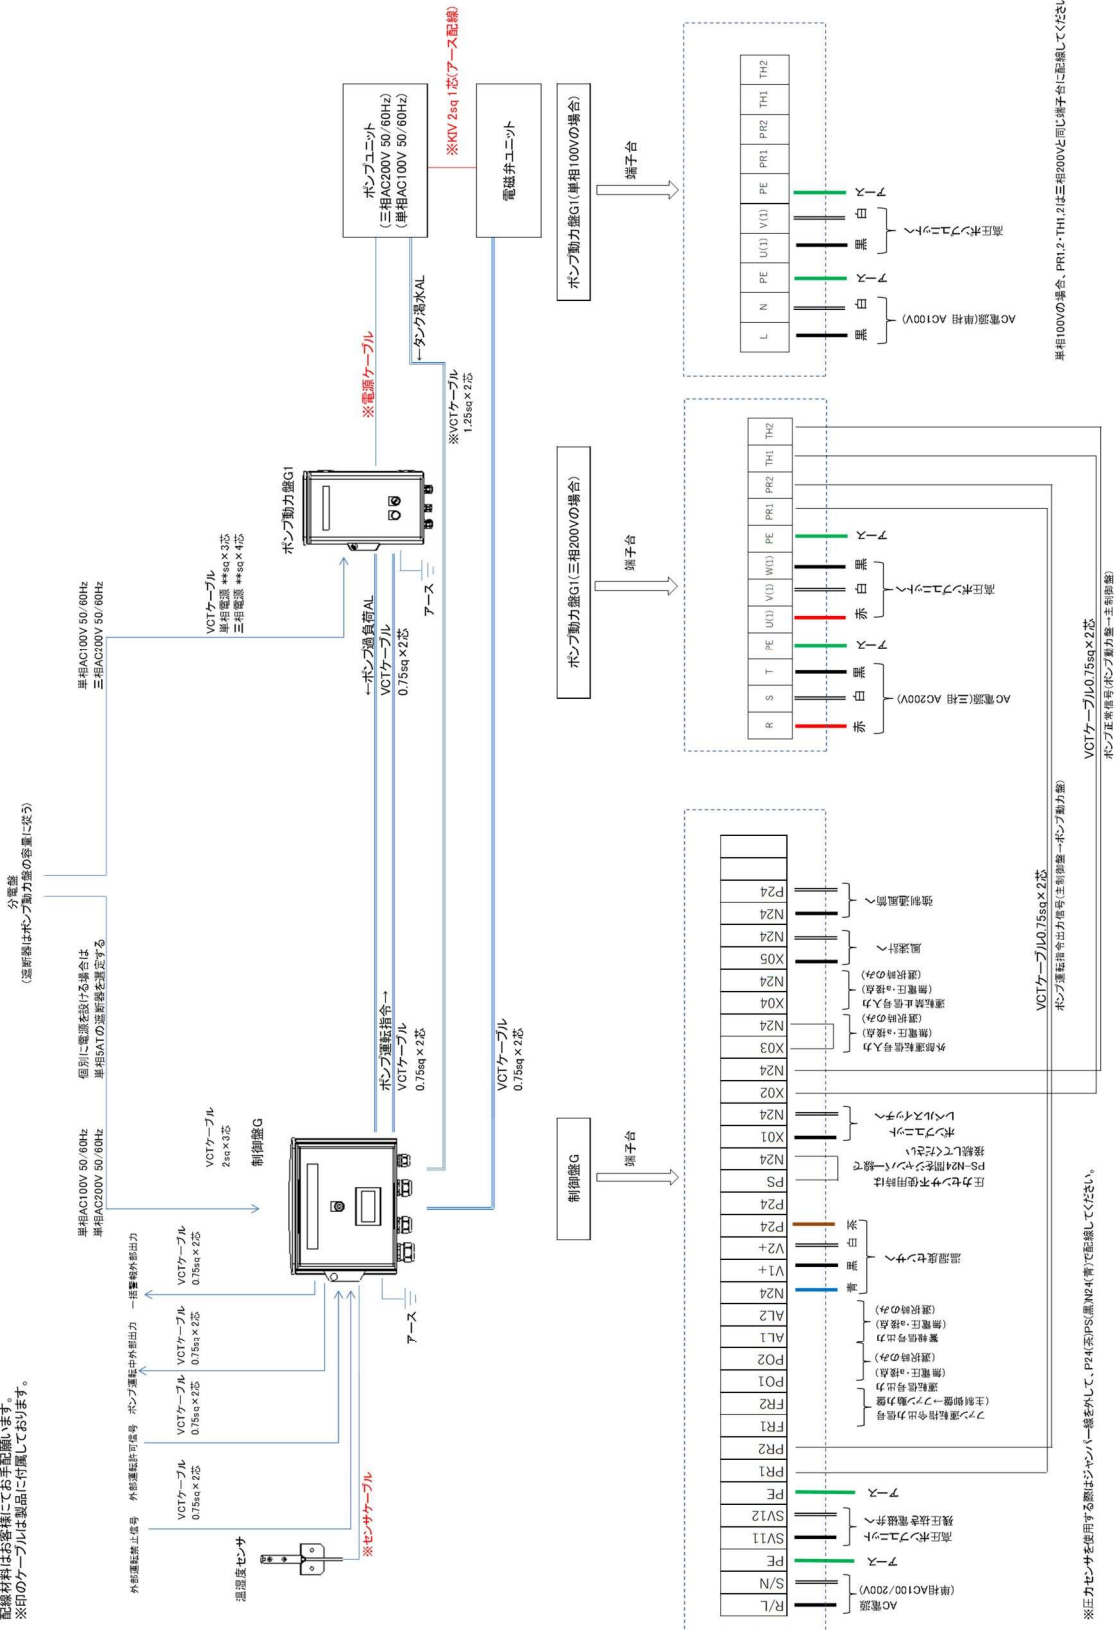 配線材料はお客様にてお手配願います。
※印のケーブルは製品に付属しております。
分電盤
(遮断器はポンプ動力盤の容量に従う)
単相AC100V 50/60Hz
単相AC200V 50/60Hz
個別に電源を設ける場合は
単相5ATの遮断器を選定する
単相AC100V 50/60Hz
三相AC200V 50/60Hz
外部運転禁止信号
VCTケーブル
0.75sq×2芯
外部運転許可信号
VCTケーブル
0.75sq×2芯
ポンプ運転中外部出力
VCTケーブル
0.75sq×2芯
一括警報外部出力
VCTケーブル
0.75sq×2芯
VCTケーブル
2sq×3芯
制御盤G
温湿度センサ
※センサケーブル
アース
VCTケーブル
単相電源 **sq×3芯
三相電源 **sq×4芯
ポンプ動力盤G1
アース
ポンプ運転指令→
VCTケーブル
0.75sq×2芯
←ポンプ過負荷AL
VCTケーブル
0.75sq×2芯
VCTケーブル
0.75sq×2芯
※電源ケーブル
←タンク渇水AL
※VCTケーブル
1.25sq×2芯
ポンプユニット
(三相AC200V 50/60Hz)
(単相AC100V 50/60Hz)
※KIV 2sq 1芯(アース配線)
電磁弁ユニット
制御盤G
端子台
R/L
S/N
PE
SV11
SV12
PE
PR1
PR2
FR1
FR2
PO1
PO2
AL1
AL2
N24
V1+
V2+
P24
P24
PS
N24
X01
N24
X02
N24
X03
N24
X04
N24
X05
N24
N24
P24
AC電源
(単相AC100/200V)
アース
高圧ポンプユニット
残圧抜き電磁弁へ
アース
ファン運転指令出力信号
(主制御盤→ファン動力盤)
運転信号出力
(無電圧・a接点)
(選択時のみ)
警報信号出力
(無電圧・a接点)
(選択時のみ)
青
黒
白
茶
温湿度センサへ
圧力センサ不使用時は
PS-N24間をジャンパー線で
接続してください
ポンプユニット
レベルスイッチへ
外部運転信号入力
(無電圧・a接点)
(選択時のみ)
運転禁止信号入力
(無電圧・a接点)
(選択時のみ)
風速計へ
強制通風筒へ
ポンプ動力盤G1(三相200Vの場合)
端子台
R
S
T
PE
U(1)
V(1)
W(1)
PE
PR1
PR2
TH1
TH2
赤
白
黒
AC電源(三相 AC200V)
アース
赤
白
黒
高圧ポンプユニットへ
アース
ポンプ動力盤G1(単相100Vの場合)
端子台
L
N
PE
U(1)
V(1)
PE
PR1
PR2
TH1
TH2
黒
白
AC電源(単相 AC100V)
アース
黒
白
高圧ポンプユニットへ
アース
VCTケーブル0.75sq×2芯
ポンプ運転指令出力信号(主制御盤→ポンプ動力盤)
VCTケーブル0.75sq×2芯
ポンプ正常信号(ポンプ動力盤→主制御盤)
※圧力センサを使用する際はジャンパー線を外して、P24(茶)PS(黒)N24(青)で配線してください。
単相100Vの場合、PR1,2・TH1,2は三相200Vと同じ端子台に配線してください